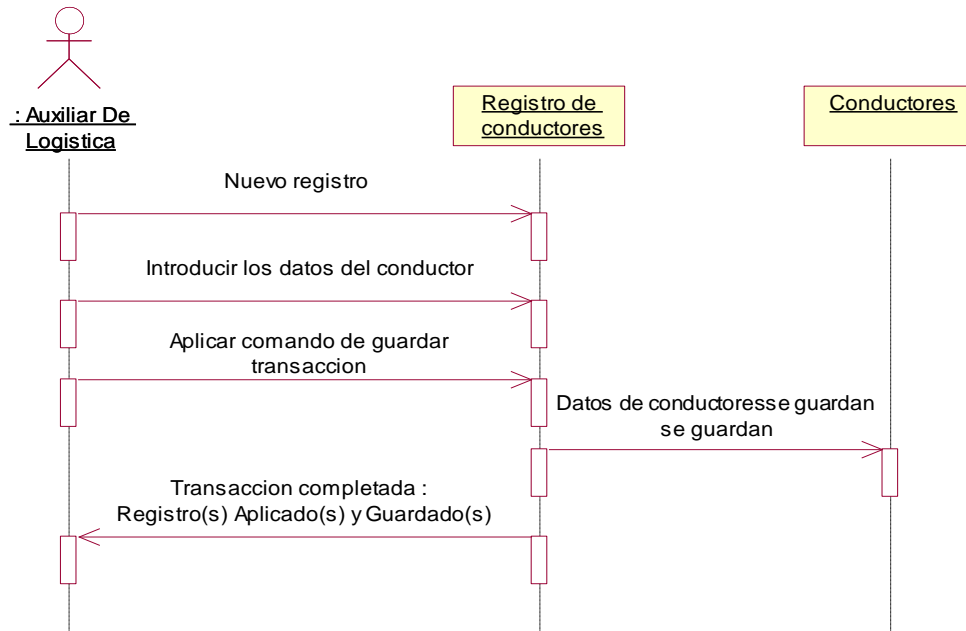 : Auxiliar De
Logistica
Registro de
conductores
Conductores
Nuevo registro
Introducir los datos del conductor
Aplicar comando de guardar
transaccion
Datos de conductoresse guardan
se guardan
Transaccion completada :
Registro(s) Aplicado(s) y Guardado(s)